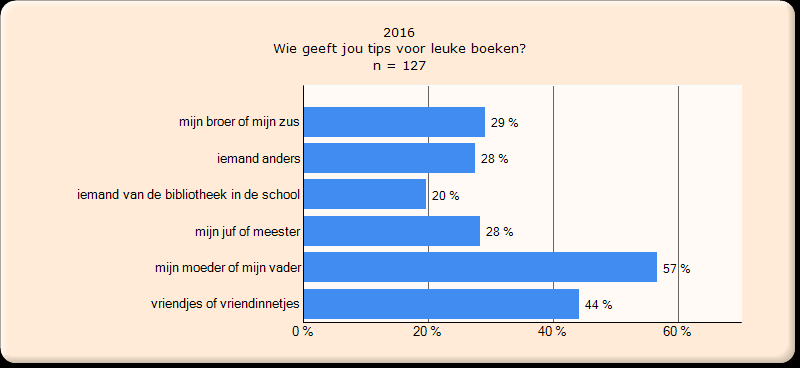 2016
Wie geeft jou tips voor leuke boeken?
n = 127
mijn broer of mijn zus 29 %
iemand anders 28 %
iemand van de bibliotheek in de school 20 %
mijn juf of meester 28 %
mijn moeder of mijn vader 57 %
vriendjes of vriendinnetjes 44 %
0 % 20 % 40 % 60 %